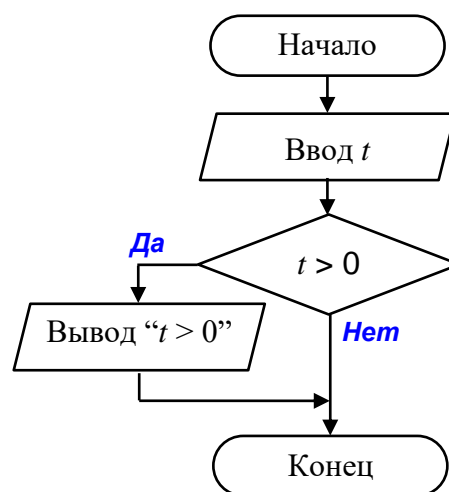 Начало
Ввод t
Да
t > 0
Вывод “t > 0”
Нет
Конец